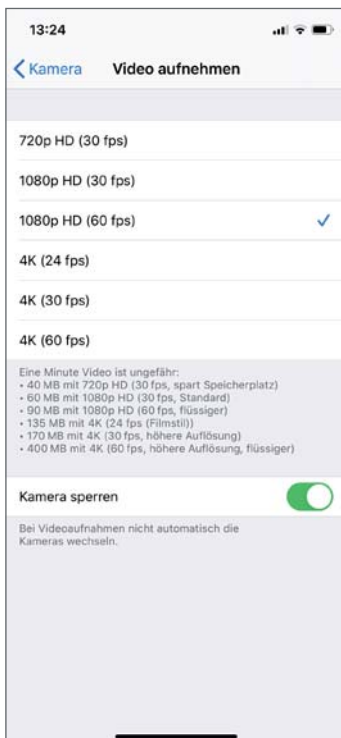 13:24
Kamera
Video aufnehmen
720p HD (30 fps)
1080p HD (30 fps)
1080p HD (60 fps)
4K (24 fps)
4K (30 fps)
4K (60 fps)
Eine Minute Video ist ungefähr:
• 40 MB mit 720p HD (30 fps, spart Speicherplatz)
• 60 MB mit 1080p HD (30 fps, Standard)
• 90 MB mit 1080p HD (60 fps, flüssiger)
• 135 MB mit 4K (24 fps (Filmstil))
• 170 MB mit 4K (30 fps, höhere Auflösung)
• 400 MB mit 4K (60 fps, höhere Auflösung, flüssiger)
Kamera sperren
Bei Videoaufnahmen nicht automatisch die
Kameras wechseln.